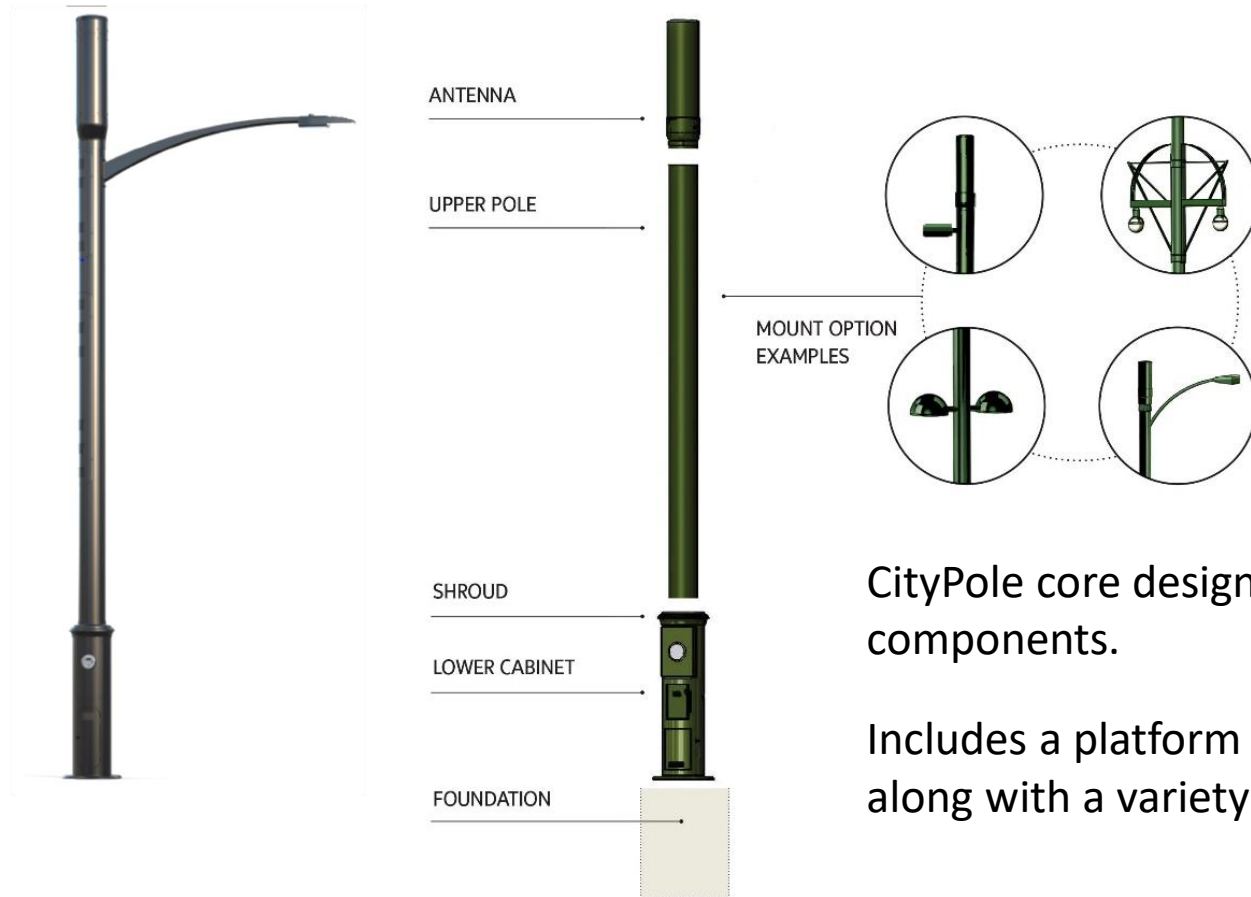 ANTENNA
UPPER POLE
MOUNT OPTION
EXAMPLES
SHROUD
LOWER CABINET
FOUNDATION
CityPole core design
components.
Includes a platform
along with a variety